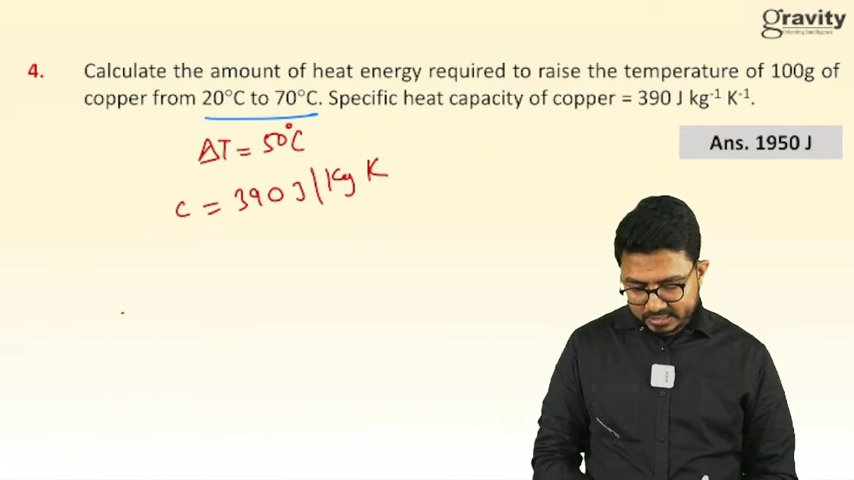 gravity
4. Calculate the amount of heat energy required to raise the temperature of 100g of
copper from 20°C to 70°C. Specific heat capacity of copper = 390 J kg⁻¹ K⁻¹.
Ans. 1950 J
ΔT = 50°C
c = 390 J/kg K